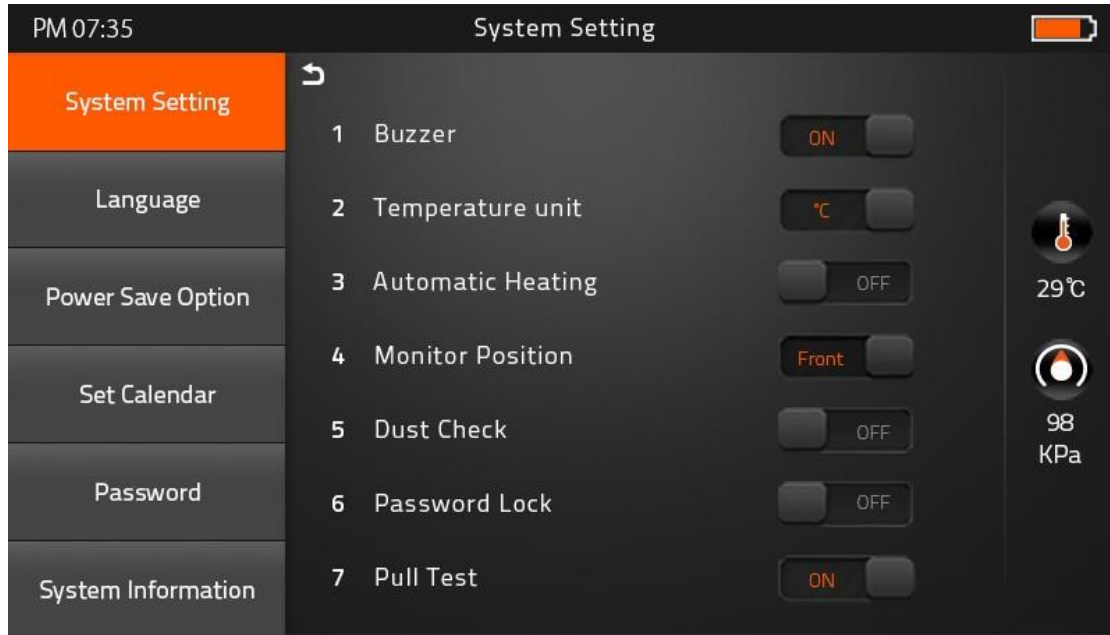 PM 07:35
System Setting
System Setting
Language
Power Save Option
Set Calendar
Password
System Information
1 Buzzer ON
2 Temperature unit °C
3 Automatic Heating OFF
4 Monitor Position Front
5 Dust Check OFF
6 Password Lock OFF
7 Pull Test ON
29℃
98
KPa